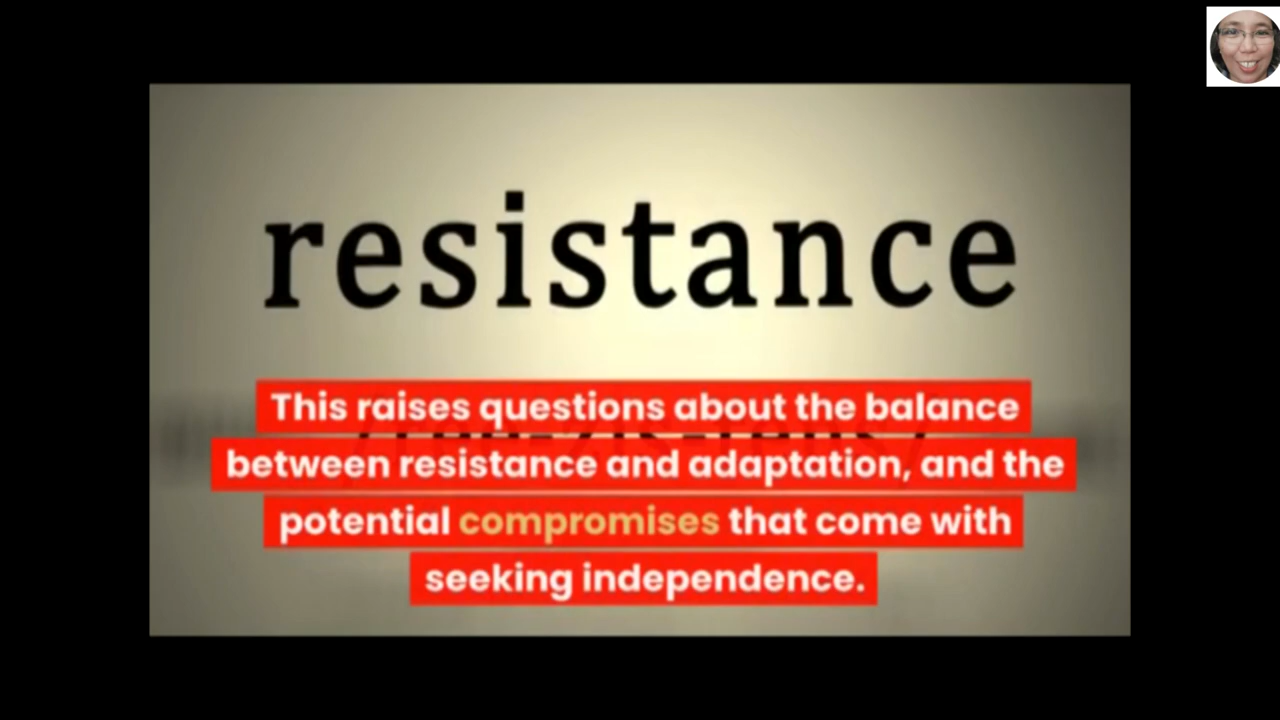 resistance
This raises questions about the balance
between resistance and adaptation, and the
potential compromises that come with
seeking independence.